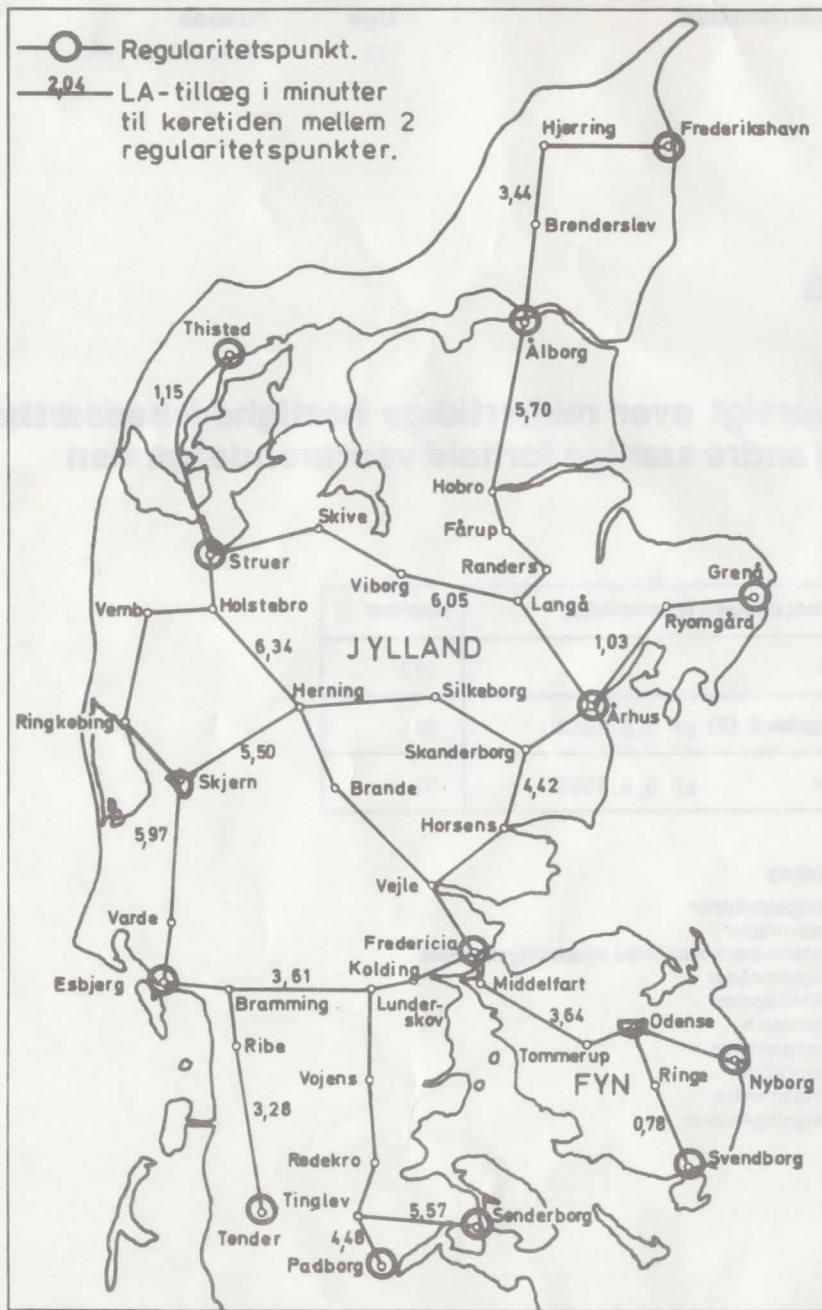 Regularitetspunkt.
2,04 LA-tillæg i minutter
til køretiden mellem 2
regularitetspunkter.
Hjørring
Frederikshavn
3,44
Brønderslev
Thisted
Ålborg
1,15
5,70
Hobro
Skive
Fårup
Struer
Randers
Grenå
Viborg
6,05
Langå
Ryomgård
Vemb
Holstebro
1,03
6,34
JYLLAND
Herning
Silkeborg
Århus
Ringkøbing
Skanderborg
5,50
Skjern
Brande
4,42
5,97
Horsens
Vejle
Varde
Fredericia
Kolding
Esbjerg
3,61
Middelfart
Bramming
Lunder-
skov
3,64
Odense
Ribe
Tommerup
FYN
Ringe
Nyborg
Vojens
3,28
0,78
Rødekro
Svendborg
Tinglev
5,57
Sønderborg
Tønder
4,48
Padborg